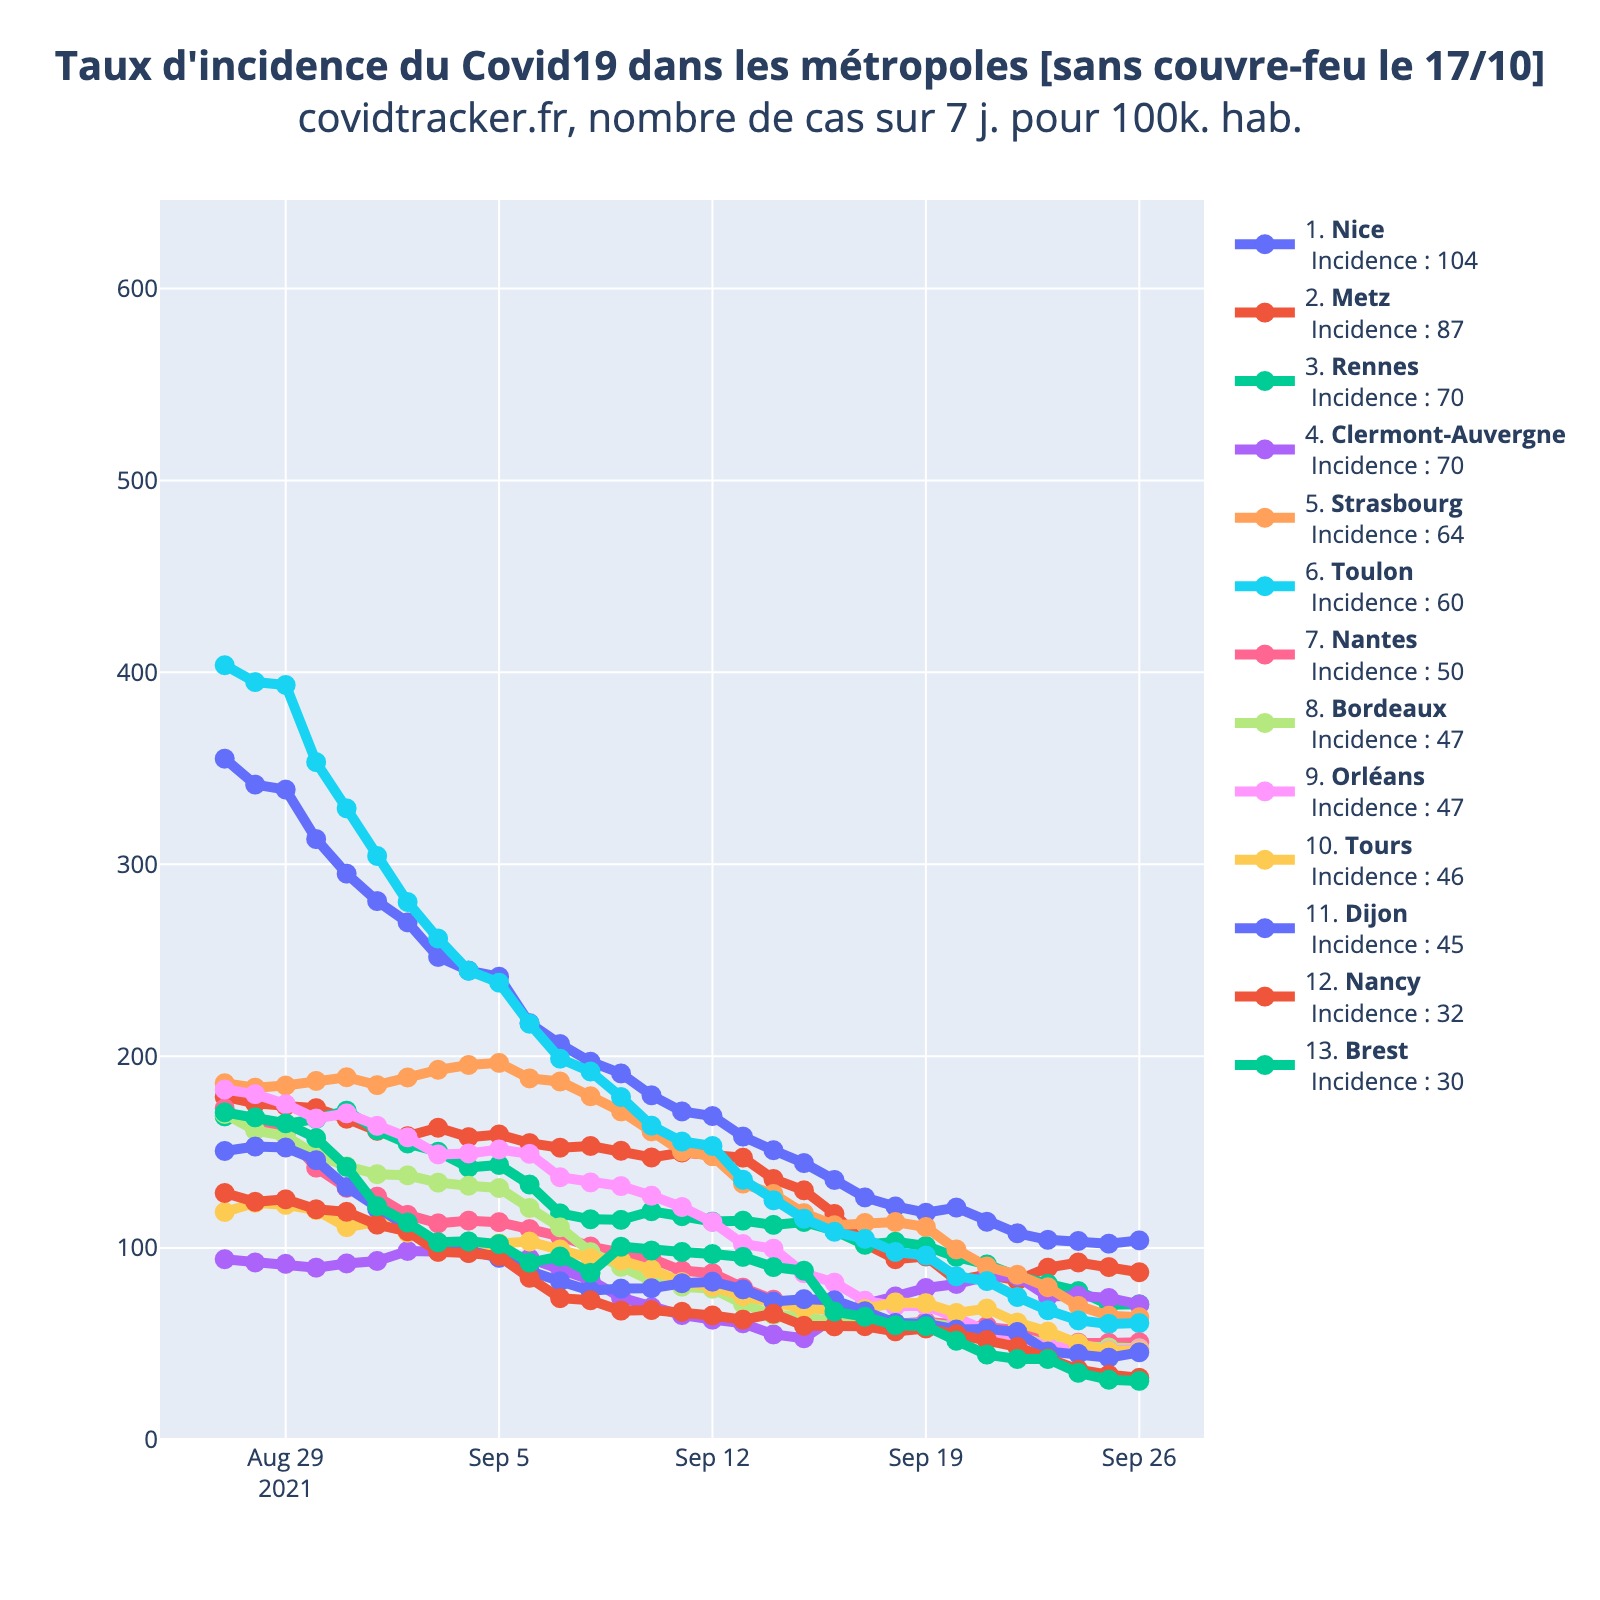 Taux d'incidence du Covid19 dans les métropoles [sans couvre-feu le 17/10]
covidtracker.fr, nombre de cas sur 7 j. pour 100k. hab.
600
500
400
300
200
100
0
Aug 29
2021
Sep 5
Sep 12
Sep 19
Sep 26
1. Nice
Incidence : 104
2. Metz
Incidence : 87
3. Rennes
Incidence : 70
4. Clermont-Auvergne
Incidence : 70
5. Strasbourg
Incidence : 64
6. Toulon
Incidence : 60
7. Nantes
Incidence : 50
8. Bordeaux
Incidence : 47
9. Orléans
Incidence : 47
10. Tours
Incidence : 46
11. Dijon
Incidence : 45
12. Nancy
Incidence : 32
13. Brest
Incidence : 30